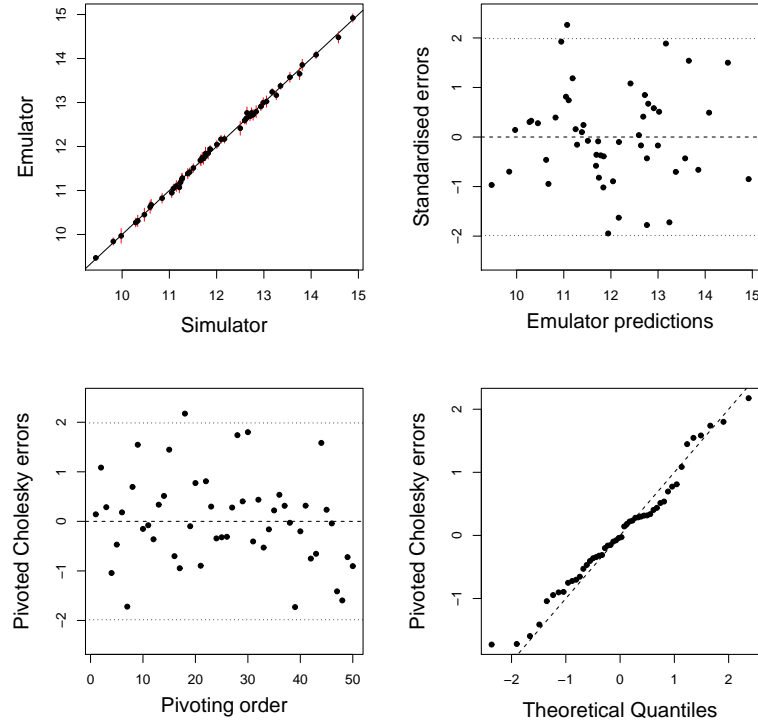 15
14
13
12
11
10
Emulator
10 11 12 13 14 15
Simulator
2
1
0
−1
−2
Standardised errors
10 11 12 13 14 15
Emulator predictions
2
1
0
−1
−2
Pivoted Cholesky errors
0 10 20 30 40 50
Pivoting order
2
1
0
−1
Pivoted Cholesky errors
−2 −1 0 1 2
Theoretical Quantiles